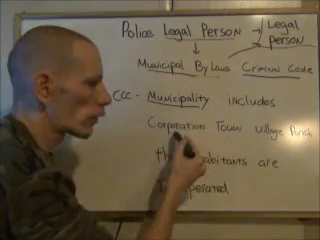 Police Legal Person → Legal person
Municipal By Laws Criminal Code
CCC - Municipality includes
Corporation Town Village Parish
the inhabitants are